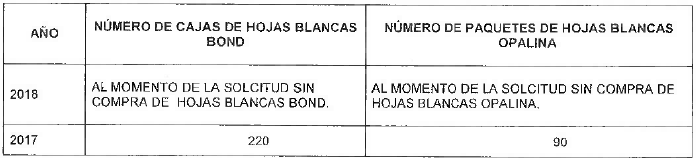 AÑO
NÚMERO DE CAJAS DE HOJAS BLANCAS
BOND
NÚMERO DE PAQUETES DE HOJAS BLANCAS
OPALINA
2018
AL MOMENTO DE LA SOLCITUD SIN
COMPRA DE HOJAS BLANCAS BOND.
AL MOMENTO DE LA SOLCITUD SIN COMPRA DE
HOJAS BLANCAS OPALINA.
2017
220
90